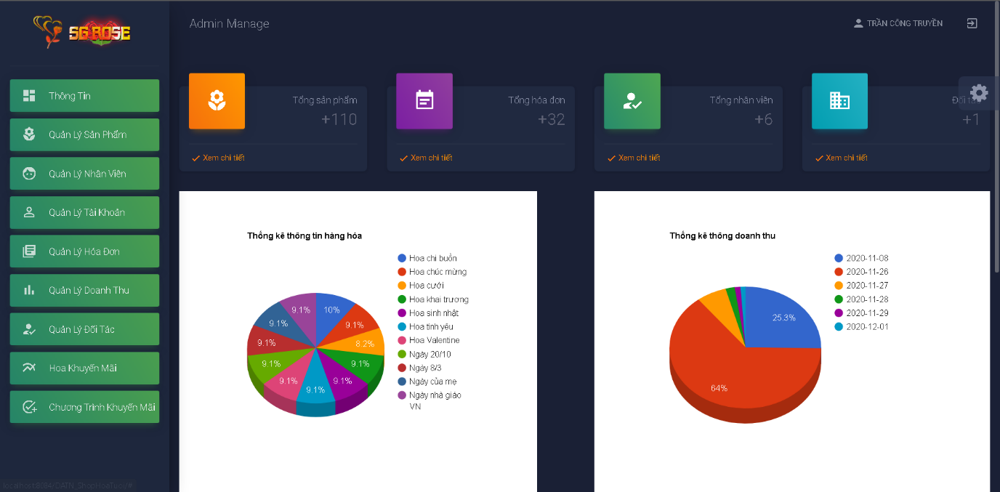 SG ROSE
Admin Manage
TRẦN CÔNG TRUYỀN
Thông Tin
Quản Lý Sản Phẩm
Quản Lý Nhân Viên
Quản Lý Tài Khoản
Quản Lý Hóa Đơn
Quản Lý Doanh Thu
Quản Lý Đối Tác
Hoa Khuyến Mãi
Chương Trình Khuyến Mãi
Tổng sản phẩm
+110
Xem chi tiết
Tổng hóa đơn
+32
Xem chi tiết
Tổng nhân viên
+6
Xem chi tiết
Đối tác
+1
Xem chi tiết
Thống kê thông tin hàng hóa
10%
9.1%
8.2%
9.1%
9.1%
9.1%
9.1%
9.1%
9.1%
9.1%
9.1%
Hoa chi buồn
Hoa chúc mừng
Hoa cưới
Hoa khai trương
Hoa sinh nhật
Hoa tình yêu
Hoa Valentine
Ngày 20/10
Ngày 8/3
Ngày của mẹ
Ngày nhà giáo
VN
Thống kê thông doanh thu
25.3%
64%
2020-11-08
2020-11-26
2020-11-27
2020-11-28
2020-11-29
2020-12-01
localhost:8084/DATN_ShopHoaTuoi/#